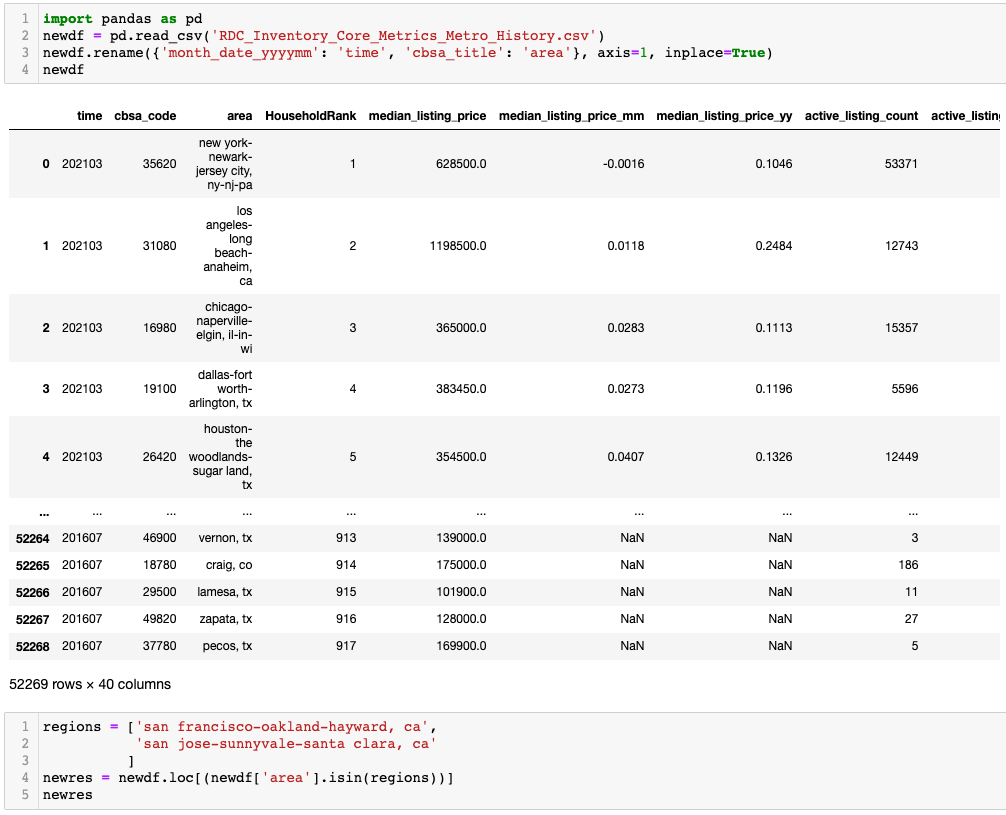 1 import pandas as pd
2 newdf = pd.read_csv('RDC_Inventory_Core_Metrics_Metro_History.csv')
3 newdf.rename({'month_date_yyyymm': 'time', 'cbsa_title': 'area'}, axis=1, inplace=True)
4 newdf
time cbsa_code area HouseholdRank median_listing_price median_listing_price_mm median_listing_price_yy active_listing_count active_listing
new york-
newark-
0 202103 35620 jersey city, 1 628500.0 -0.0016 0.1046 53371
ny-nj-pa
los
angeles-
long
1 202103 31080 beach- 2 1198500.0 0.0118 0.2484 12743
anaheim,
ca
chicago-
naperville-
2 202103 16980 elgin, il-in- 3 365000.0 0.0283 0.1113 15357
wi
dallas-fort
3 202103 19100 worth- 4 383450.0 0.0273 0.1196 5596
arlington, tx
houston-
the
4 202103 26420 woodlands- 5 354500.0 0.0407 0.1326 12449
sugar land,
tx
... ... ... ... ... ... ... ... ...
52264 201607 46900 vernon, tx 913 139000.0 NaN NaN 3
52265 201607 18780 craig, co 914 175000.0 NaN NaN 186
52266 201607 29500 lamesa, tx 915 101900.0 NaN NaN 11
52267 201607 49820 zapata, tx 916 128000.0 NaN NaN 27
52268 201607 37780 pecos, tx 917 169900.0 NaN NaN 5
52269 rows × 40 columns
1 regions = ['san francisco-oakland-hayward, ca',
2 'san jose-sunnyvale-santa clara, ca'
3 ]
4 newres = newdf.loc[(newdf['area'].isin(regions))]
5 newres